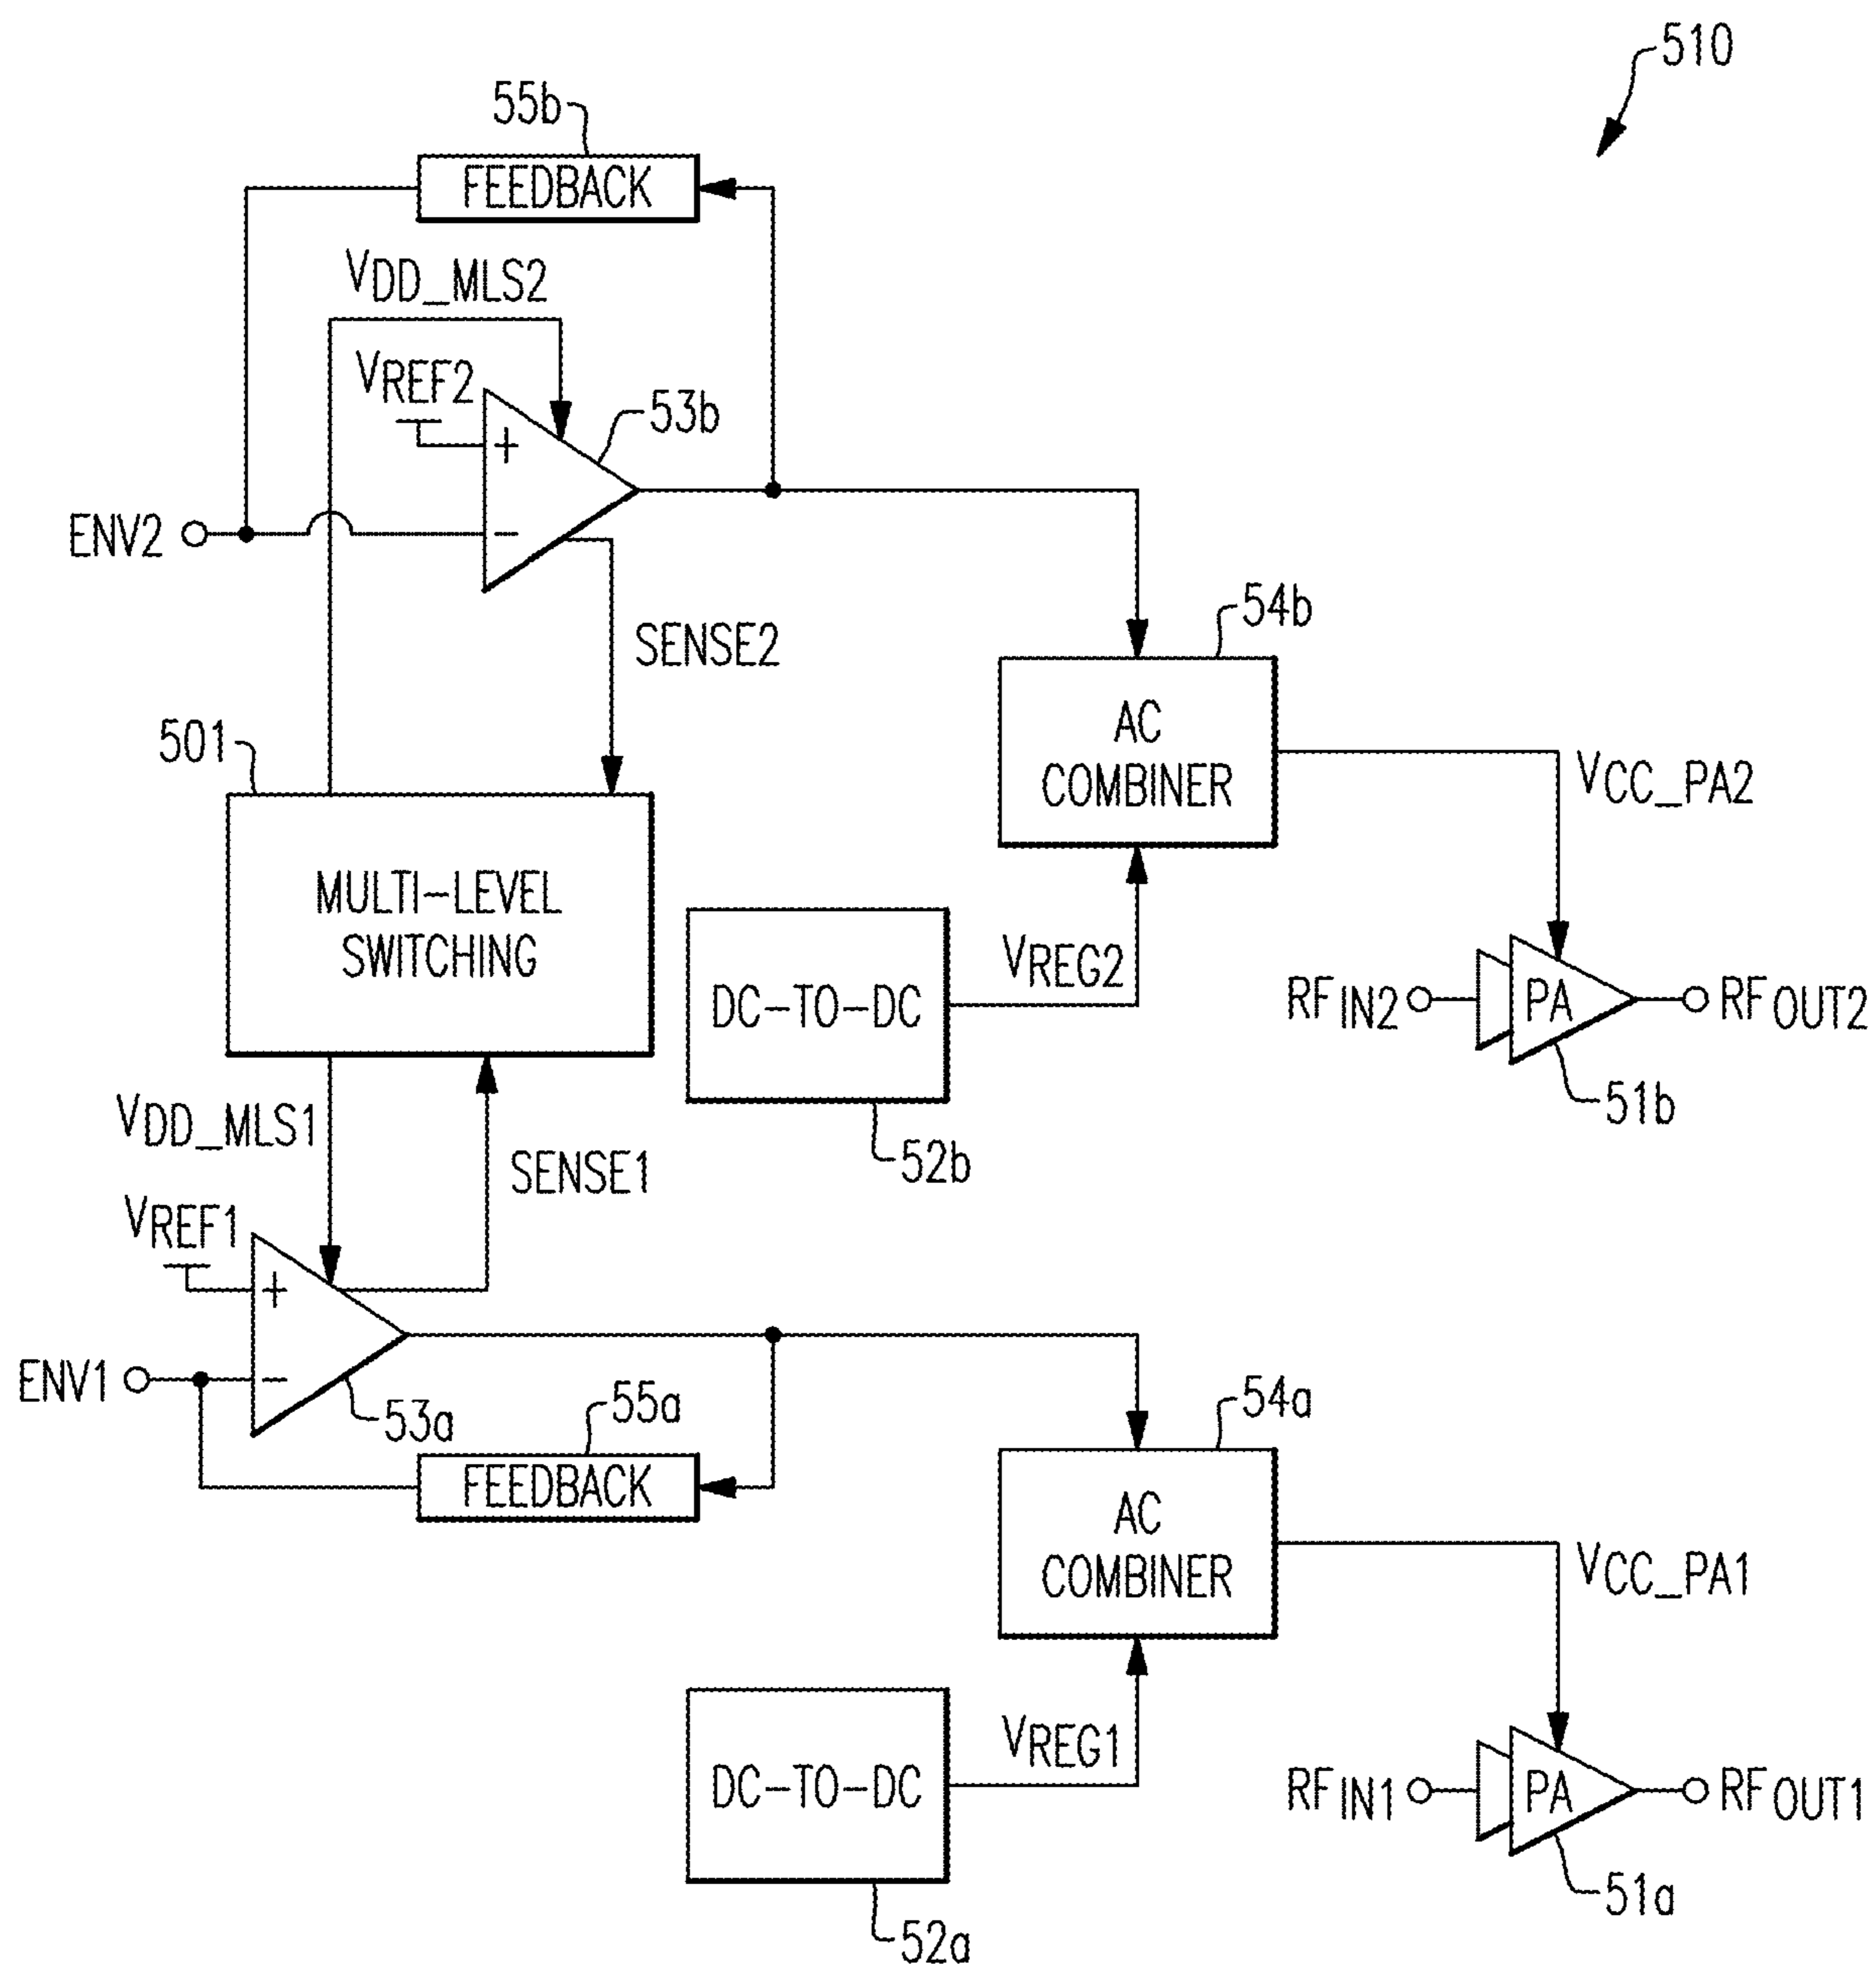 510
55b
FEEDBACK
VDD_MLS2
VREF2
53b
+
ENV2
−
SENSE2
54b
501
AC
COMBINER
VCC_PA2
MULTI-LEVEL
SWITCHING
DC-TO-DC
VREG2
RFIN2
PA
RFOUT2
51b
52b
VDD_MLS1
SENSE1
VREF1
+
ENV1
−
53a
55a
FEEDBACK
54a
AC
COMBINER
VCC_PA1
DC-TO-DC
VREG1
RFIN1
PA
RFOUT1
51a
52a